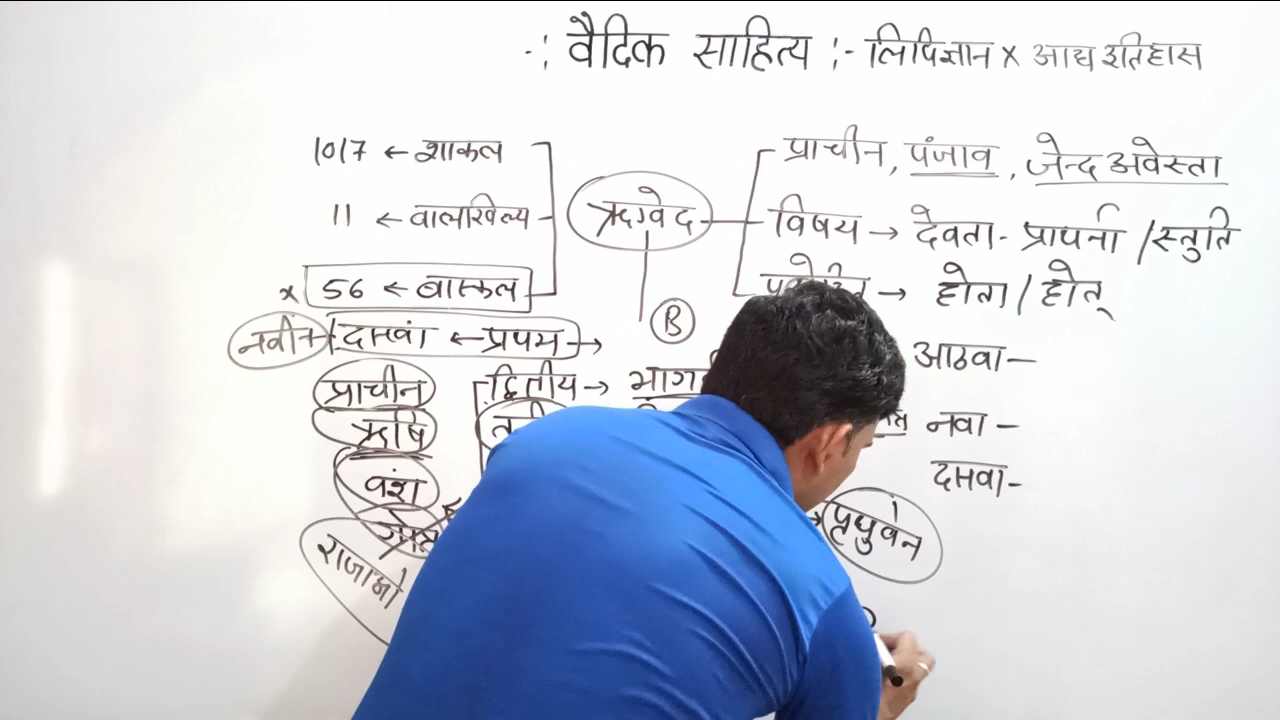 -: वैदिक साहित्य :- लिपिज्ञान × आद्य इतिहास
1017 ← शाकल
11 ← वालखिल्य
× 56 ← वास्कल
ऋग्वेद
प्राचीन, पंजाव, जेन्द अवेस्ता
विषय → देवता - प्रार्पना / स्तुति
→ होता / होतृ
B
नवीन दसवां ← प्रथम →
प्राचीन द्वितीय →
ऋषि
वंश
गोत्र
राजाओ
आठवा –
नवा –
दसवा -
पृथुवेन